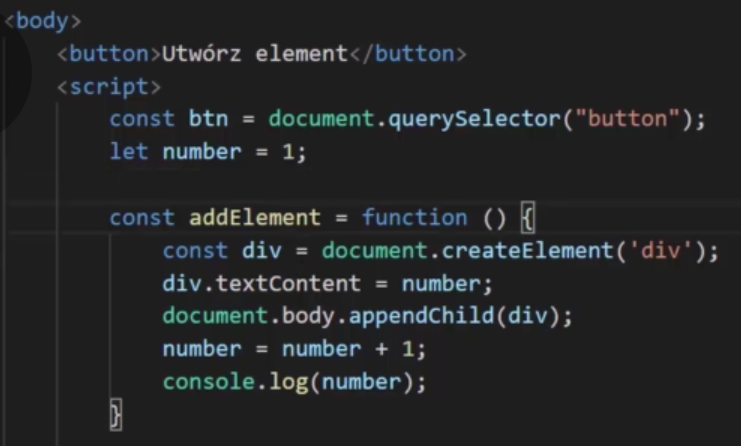 <body>
<button>Utwórz element</button>
<script>
const btn = document.querySelector("button");
let number = 1;
const addElement = function () {
const div = document.createElement('div');
div.textContent = number;
document.body.appendChild(div);
number = number + 1;
console.log(number);
}